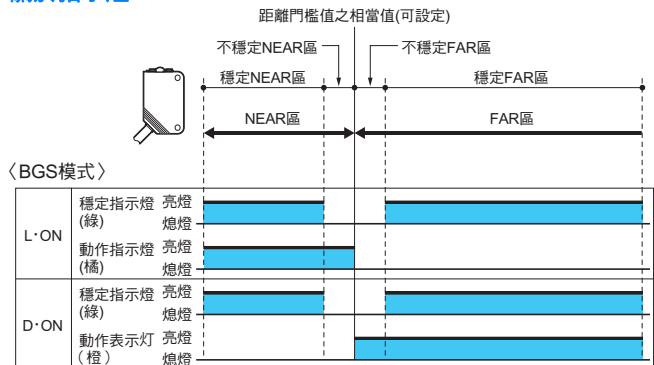 距離門檻值之相當值(可設定)
不穩定NEAR區
不穩定FAR區
穩定NEAR區
穩定FAR區
NEAR區
FAR區
〈BGS模式〉
L・ON
穩定指示燈
(綠)
亮燈
熄燈
動作指示燈
(橘)
亮燈
熄燈
D・ON
穩定指示燈
(綠)
亮燈
熄燈
動作表示灯
(橙)
亮燈
熄燈